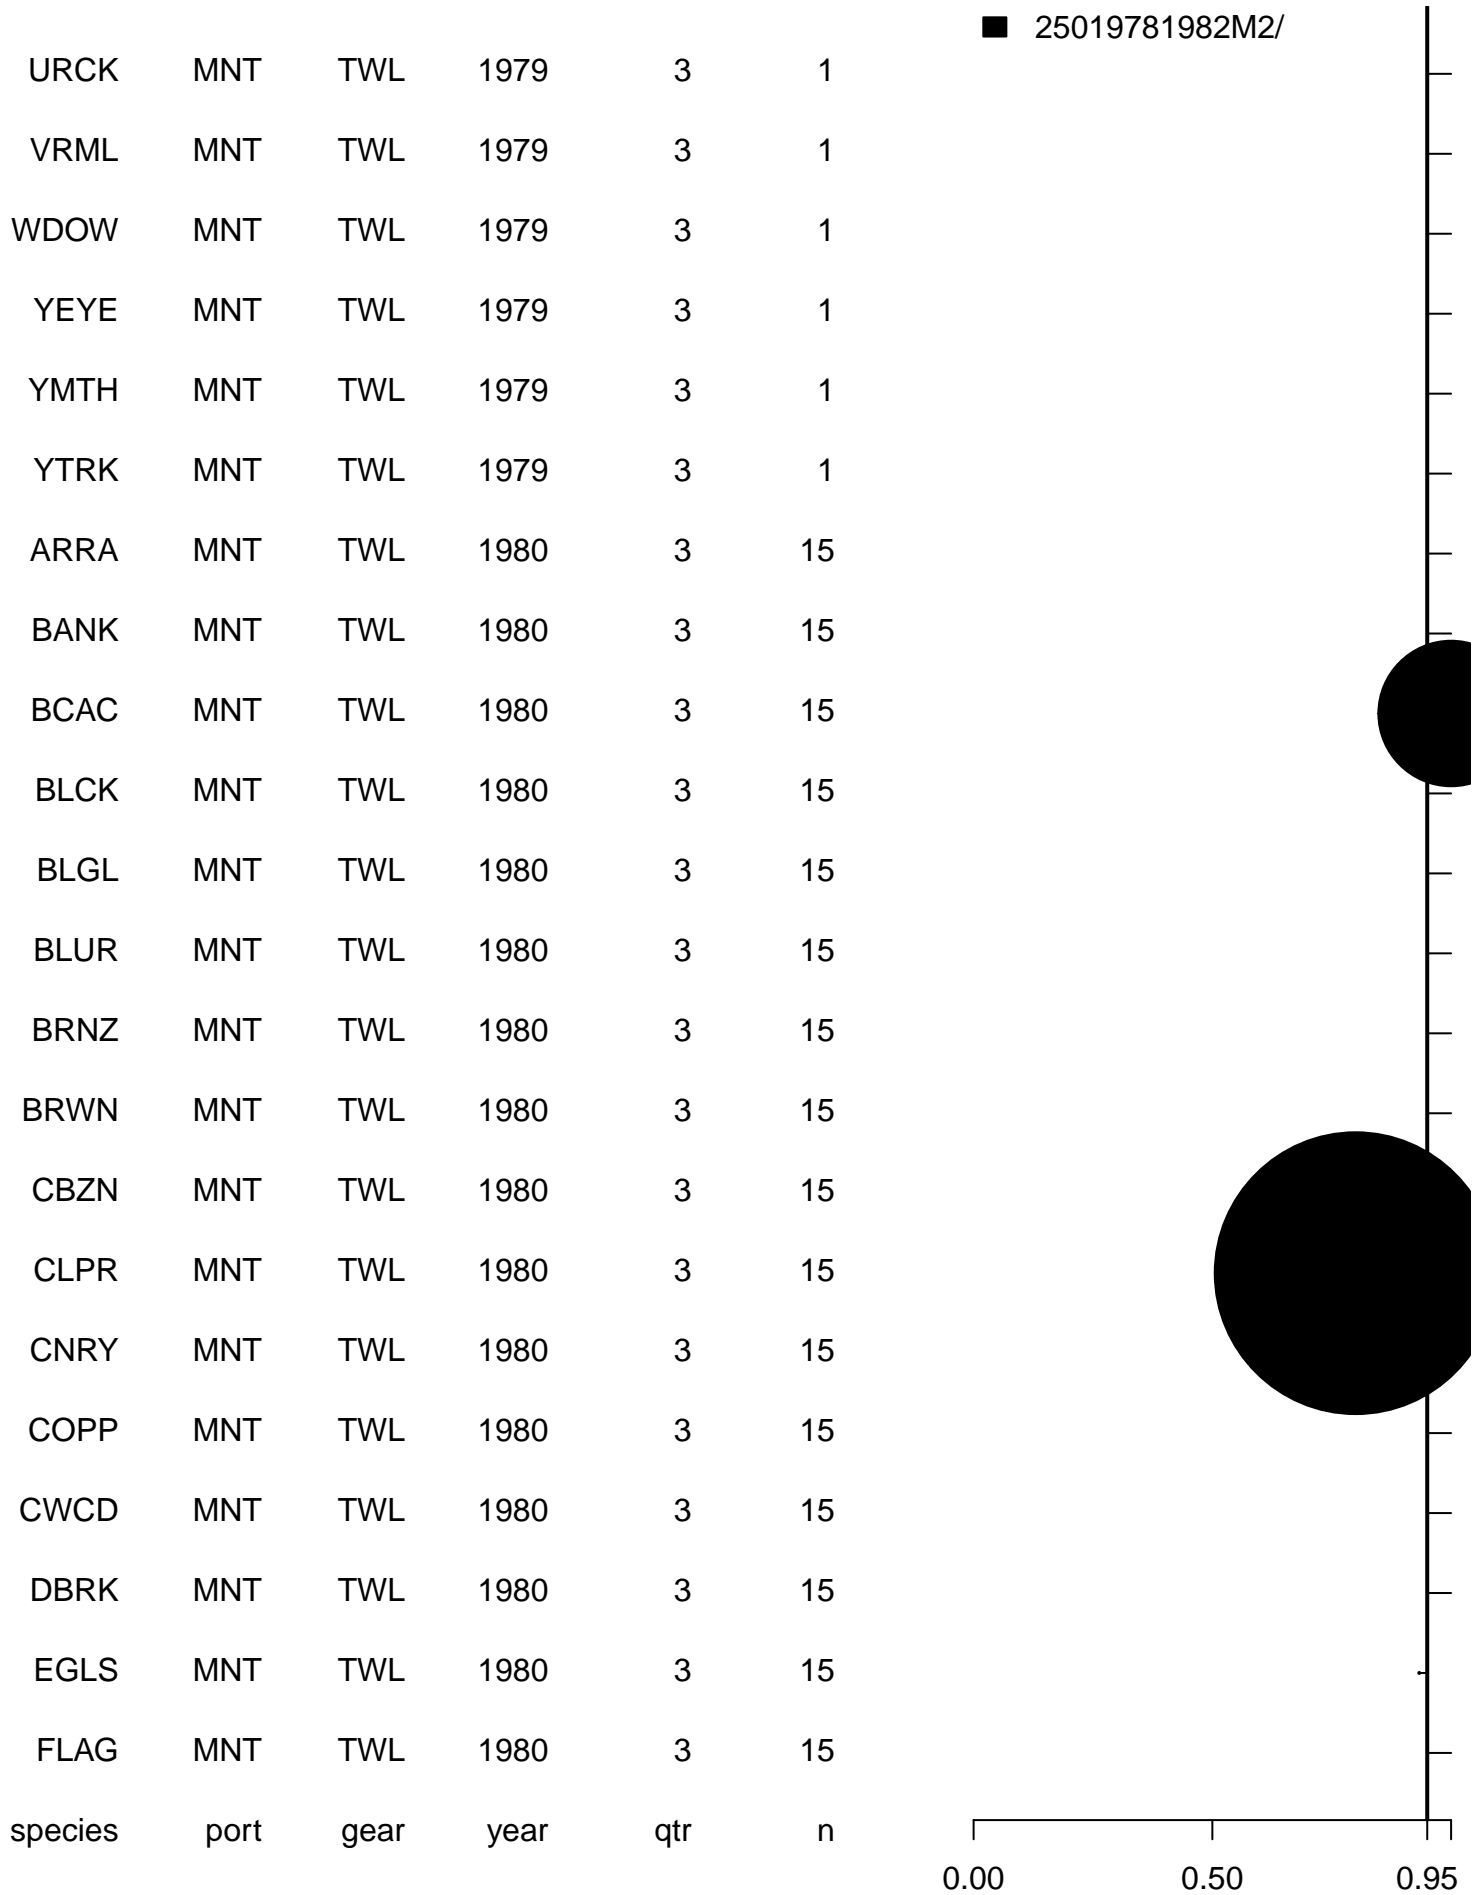 25019781982M2/
URCK MNT TWL 1979 3 1
VRML MNT TWL 1979 3 1
WDOW MNT TWL 1979 3 1
YEYE MNT TWL 1979 3 1
YMTH MNT TWL 1979 3 1
YTRK MNT TWL 1979 3 1
ARRA MNT TWL 1980 3 15
BANK MNT TWL 1980 3 15
BCAC MNT TWL 1980 3 15
BLCK MNT TWL 1980 3 15
BLGL MNT TWL 1980 3 15
BLUR MNT TWL 1980 3 15
BRNZ MNT TWL 1980 3 15
BRWN MNT TWL 1980 3 15
CBZN MNT TWL 1980 3 15
CLPR MNT TWL 1980 3 15
CNRY MNT TWL 1980 3 15
COPP MNT TWL 1980 3 15
CWCD MNT TWL 1980 3 15
DBRK MNT TWL 1980 3 15
EGLS MNT TWL 1980 3 15
FLAG MNT TWL 1980 3 15
species port gear year qtr n
0.00 0.50 0.95